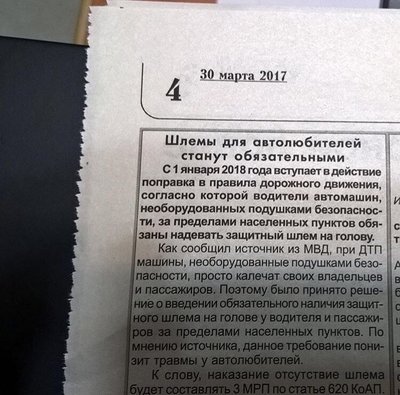 30 марта 2017
4
Шлемы для автолюбителей
станут обязательными
С 1 января 2018 года вступает в действие
поправка в правила дорожного движения,
согласно которой водители автомашин,
необорудованных подушками безопаснос-
ти, за пределами населенных пунктов обя-
заны надевать защитный шлем на голову.
Как сообщил источник из МВД, при ДТП
машины, необорудованные подушками безо-
пасности, просто калечат своих владельцев
и пассажиров. Поэтому было принято реше-
ние о введении обязательного наличия защит-
ного шлема на голове у водителя и пассажи-
ров за пределами населенных пунктов. По
мнению источника, данное требование пони-
зит травмы у автолюбителей.
К слову, наказание отсутствие шлема
будет составлять 3 МРП по статье 620 КоАП.